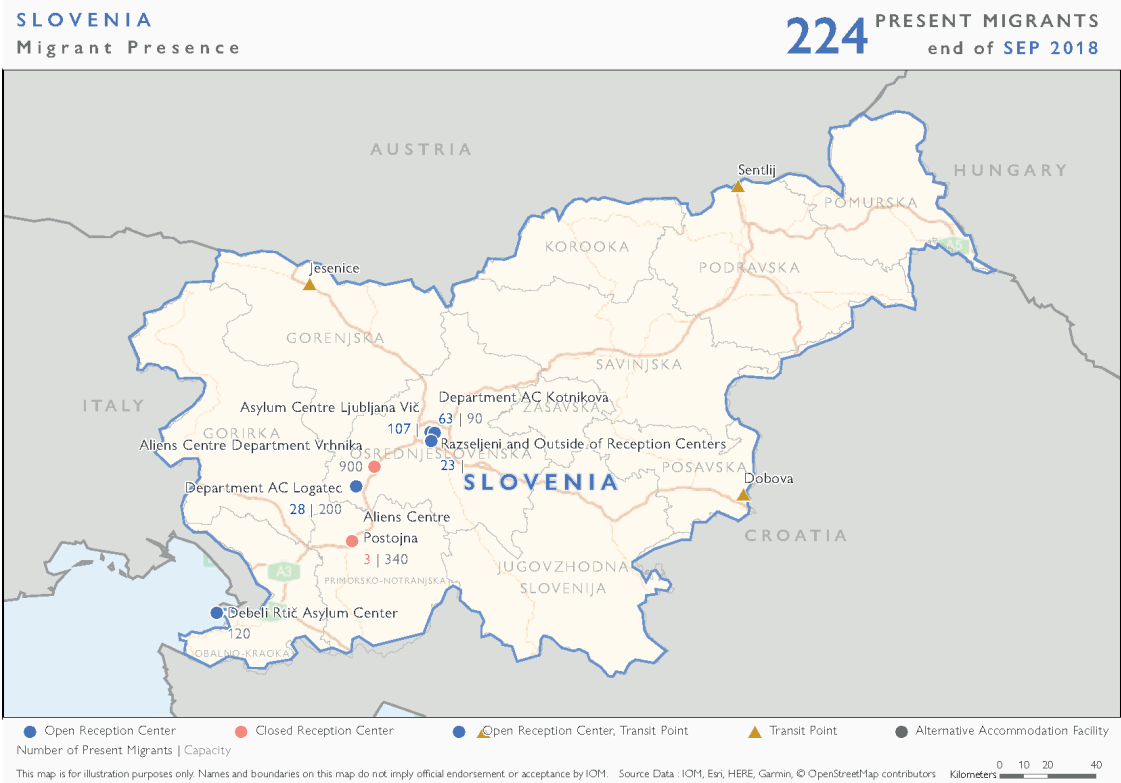 SLOVENIA
Migrant Presence
224 PRESENT MIGRANTS
end of SEP 2018
AUSTRIA
HUNGARY
Sentlij
POMURSKA
KOROOKA
A5
PODRAVSKA
Jesenice
GORENJSKA
SAVINJSKA
ITALY
Department AC Kotnikova
63 | 90
ZASAVSKA
Asylum Centre Ljubljana Vič
107 |
GORIRKA
Aliens Centre Department Vrhnika
900
Razseljeni and Outside of Reception Centers
23 |
OSREDNJESLOVENSKA
POSAVSKA
SLOVENIA
Dobova
Department AC Logatec
28 | 200
Aliens Centre
Postojna
3 | 340
CROATIA
A3
PRIMORSKO-NOTRANJSKA
JUGOVZHODNA
SLOVENIJA
Debeli Rtič Asylum Center
120
OBALNO-KRAOKA
Open Reception Center
Closed Reception Center
Open Reception Center, Transit Point
Transit Point
Alternative Accommodation Facility
Number of Present Migrants | Capacity
This map is for illustration purposes only. Names and boundaries on this map do not imply official endorsement or acceptance by IOM.
Source Data : IOM, Esri, HERE, Garmin, © OpenStreetMap contributors
Kilometers
0 10 20 40